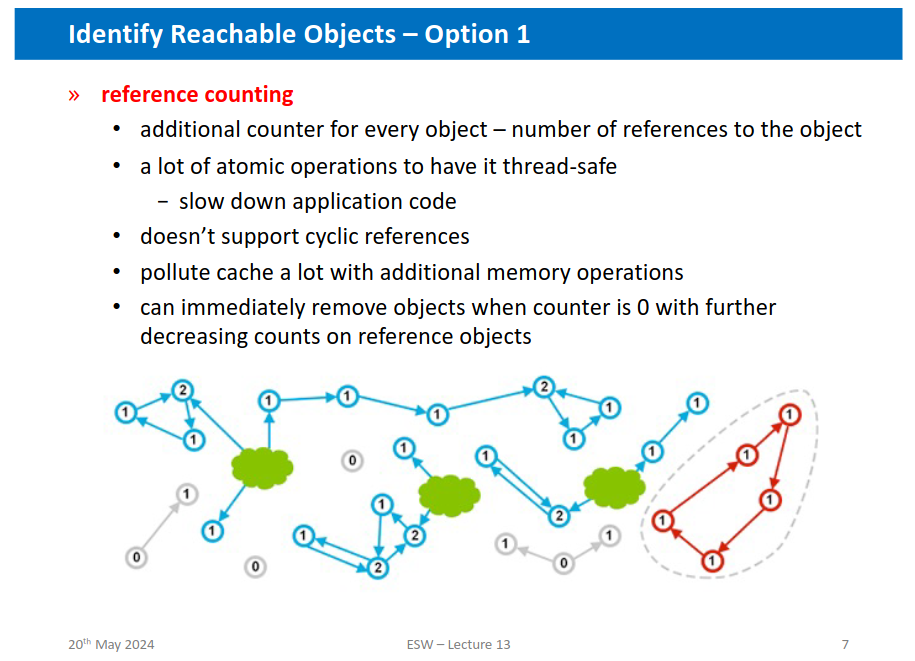 Identify Reachable Objects – Option 1
» reference counting
• additional counter for every object – number of references to the object
• a lot of atomic operations to have it thread-safe
− slow down application code
• doesn't support cyclic references
• pollute cache a lot with additional memory operations
• can immediately remove objects when counter is 0 with further
decreasing counts on reference objects
1 2 1
1 1 1 1
2 1 1
1 1
0 1
1 1 2
1 1 1 1 1
1 0
0
1 1 2 2
1 0 1
20th May 2024
ESW – Lecture 13
7